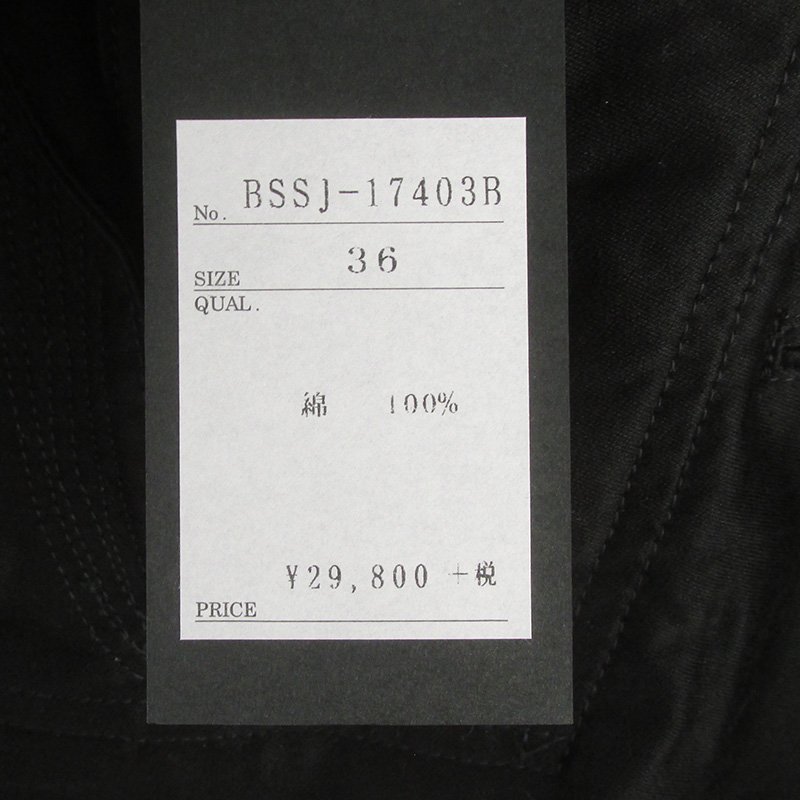 No. BSSJ-17403B
SIZE 36
QUAL.
綿 100%
¥29,800 +税
PRICE